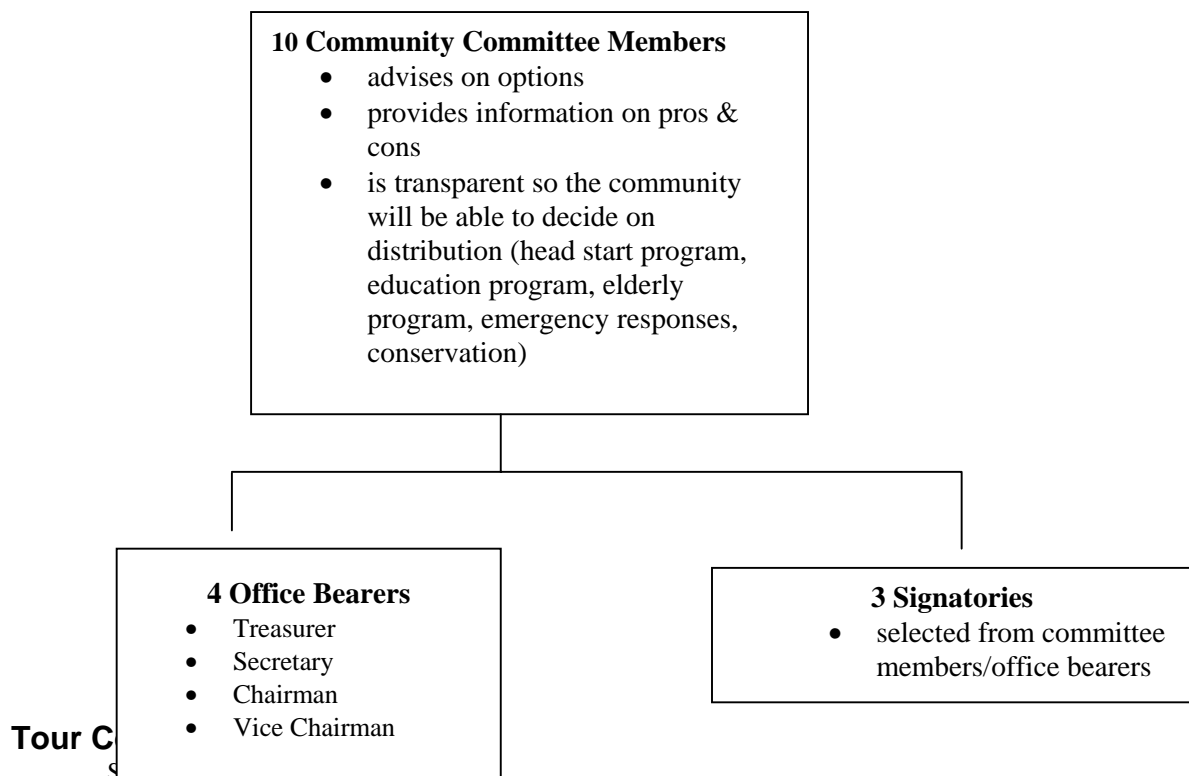 10 Community Committee Members
• advises on options
• provides information on pros &
cons
• is transparent so the community
will be able to decide on
distribution (head start program,
education program, elderly
program, emergency responses,
conservation)
4 Office Bearers
• Treasurer
• Secretary
• Chairman
• Vice Chairman
3 Signatories
• selected from committee
members/office bearers
Tour